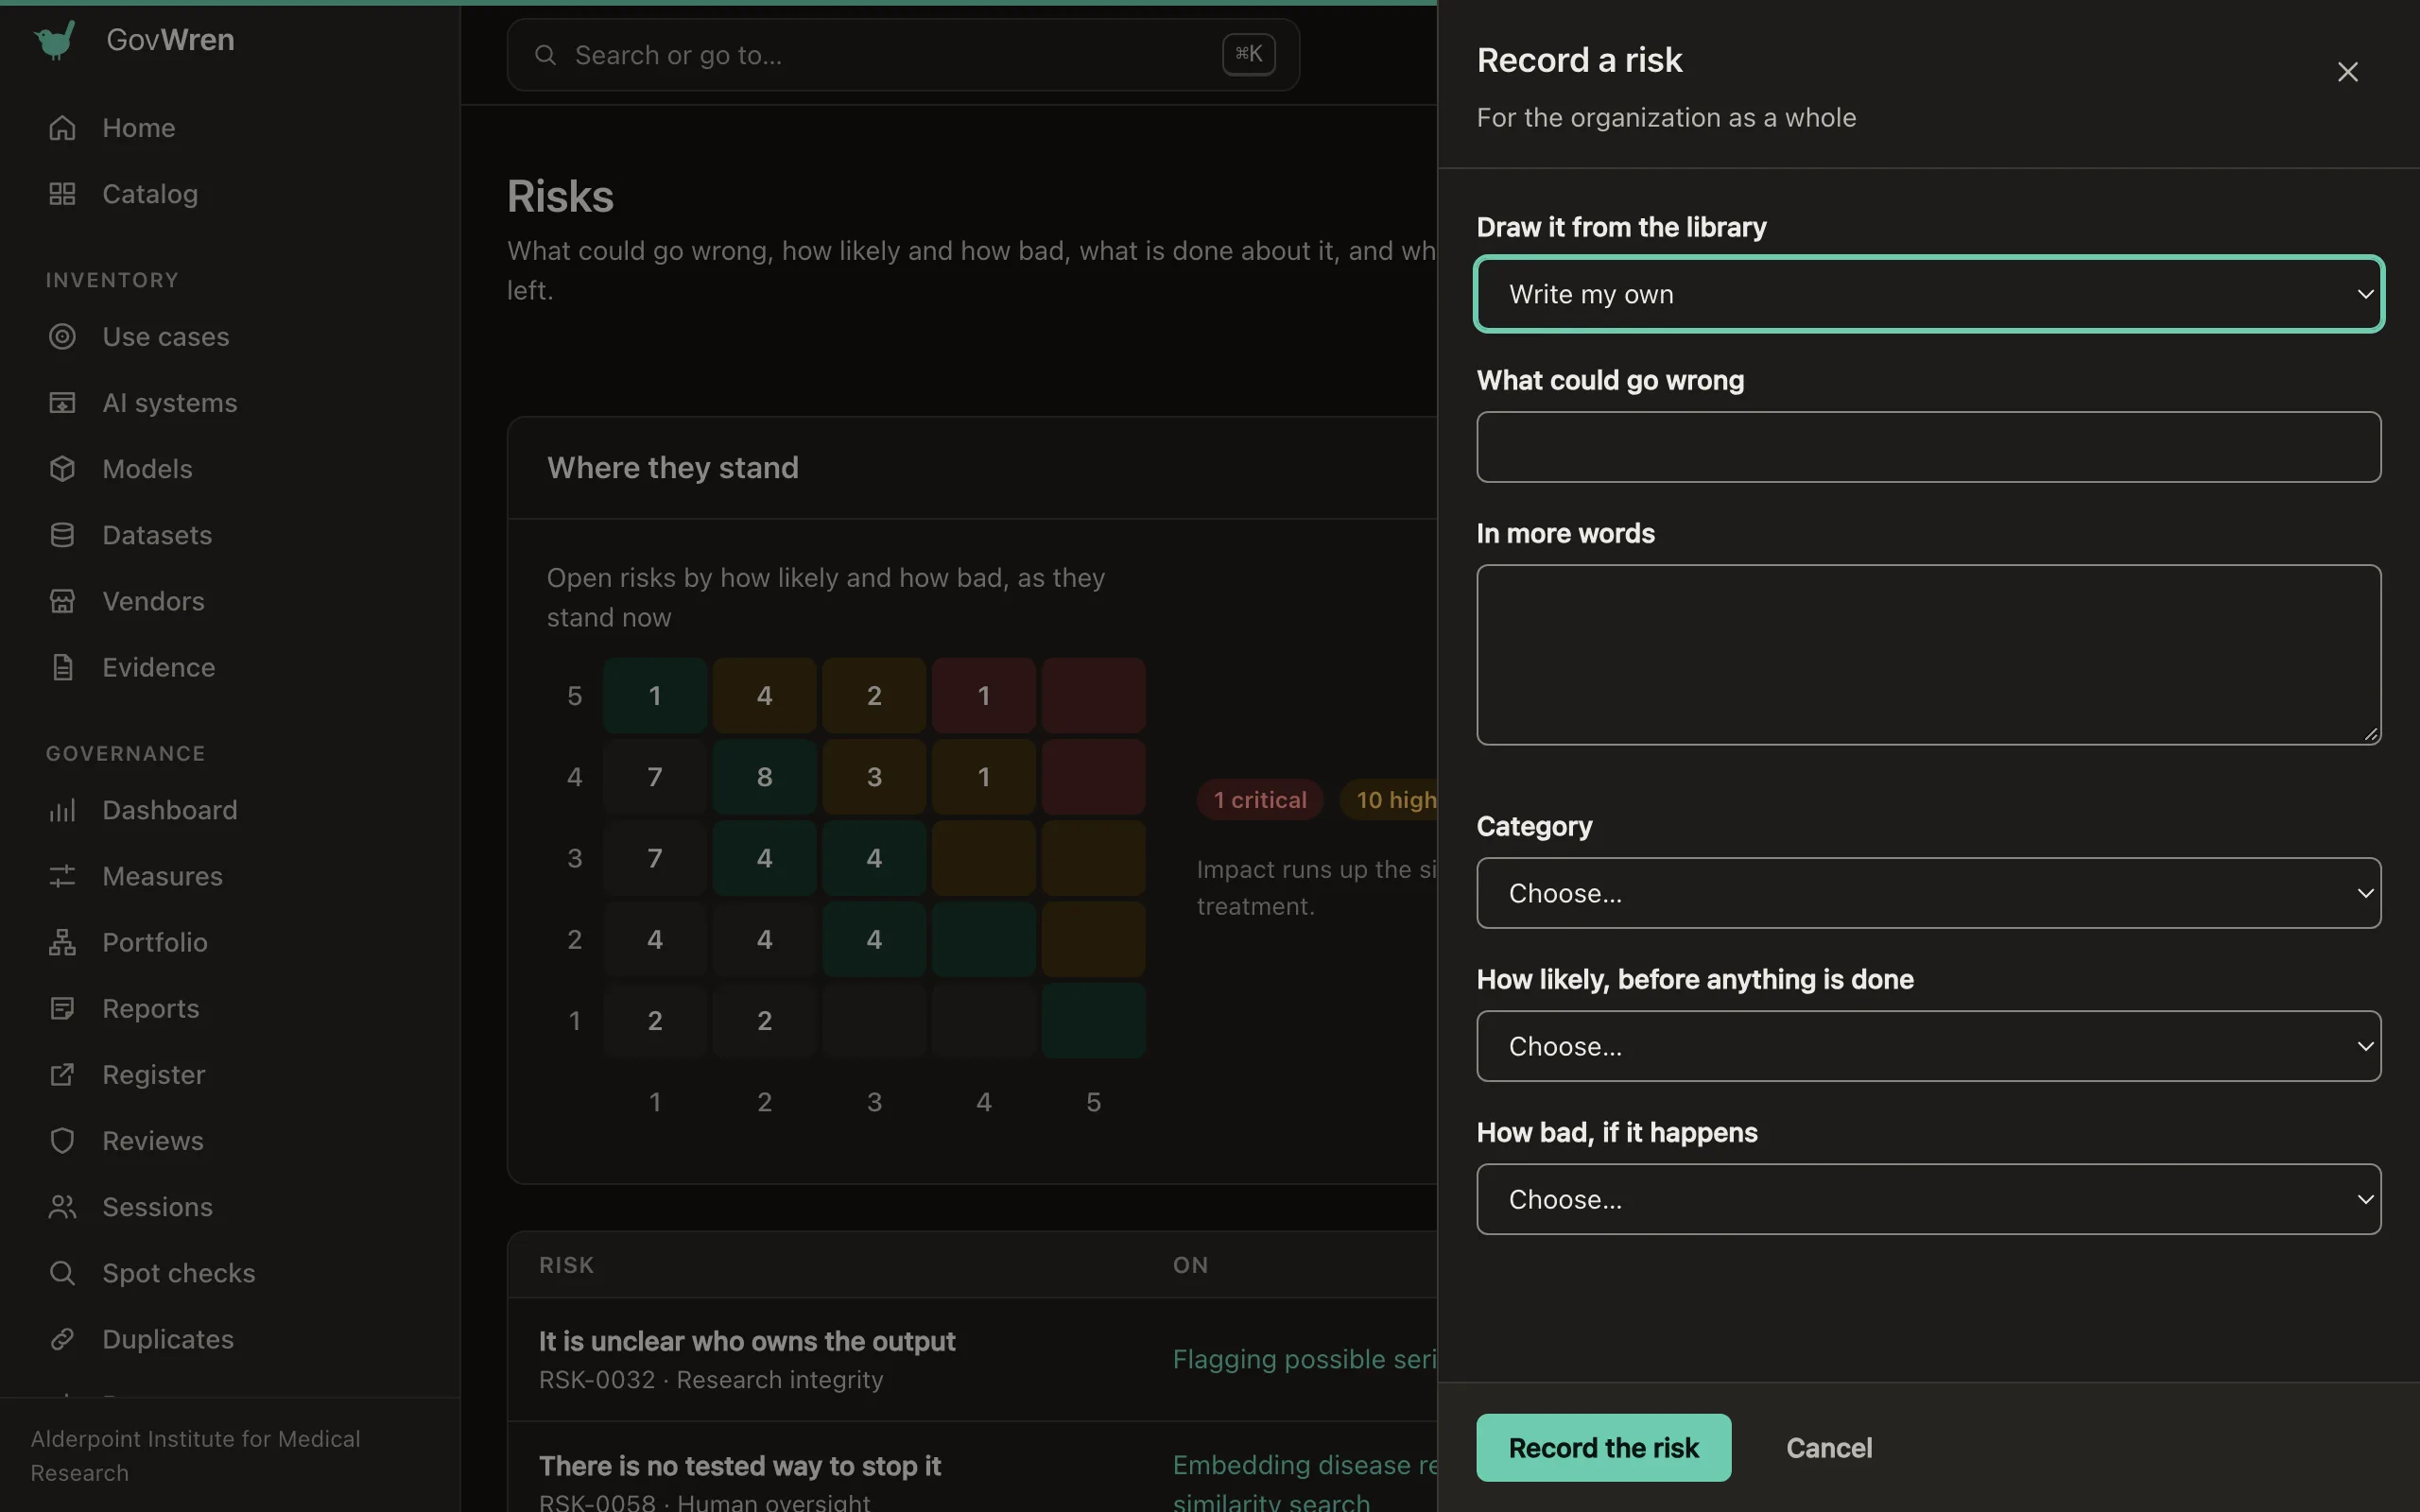 GovWren
Home
Catalog
INVENTORY
Use cases
AI systems
Models
Datasets
Vendors
Evidence
GOVERNANCE
Dashboard
Measures
Portfolio
Reports
Register
Reviews
Sessions
Spot checks
Duplicates
Alderpoint Institute for Medical
Research
Search or go to...
⌘K
Risks
What could go wrong, how likely and how bad, what is done about it, and wh
left.
Where they stand
Open risks by how likely and how bad, as they
stand now
5 1 4 2 1
4 7 8 3 1
3 7 4 4
2 4 4 4
1 2 2
1 2 3 4 5
1 critical 10 high
Impact runs up the si
treatment.
RISK ON
It is unclear who owns the output
RSK-0032 · Research integrity
Flagging possible seri
There is no tested way to stop it
RSK-0058 · Human oversight
Embedding disease re
similarity search
Record a risk
For the organization as a whole
Draw it from the library
Write my own
What could go wrong
In more words
Category
Choose...
How likely, before anything is done
Choose...
How bad, if it happens
Choose...
Record the risk
Cancel